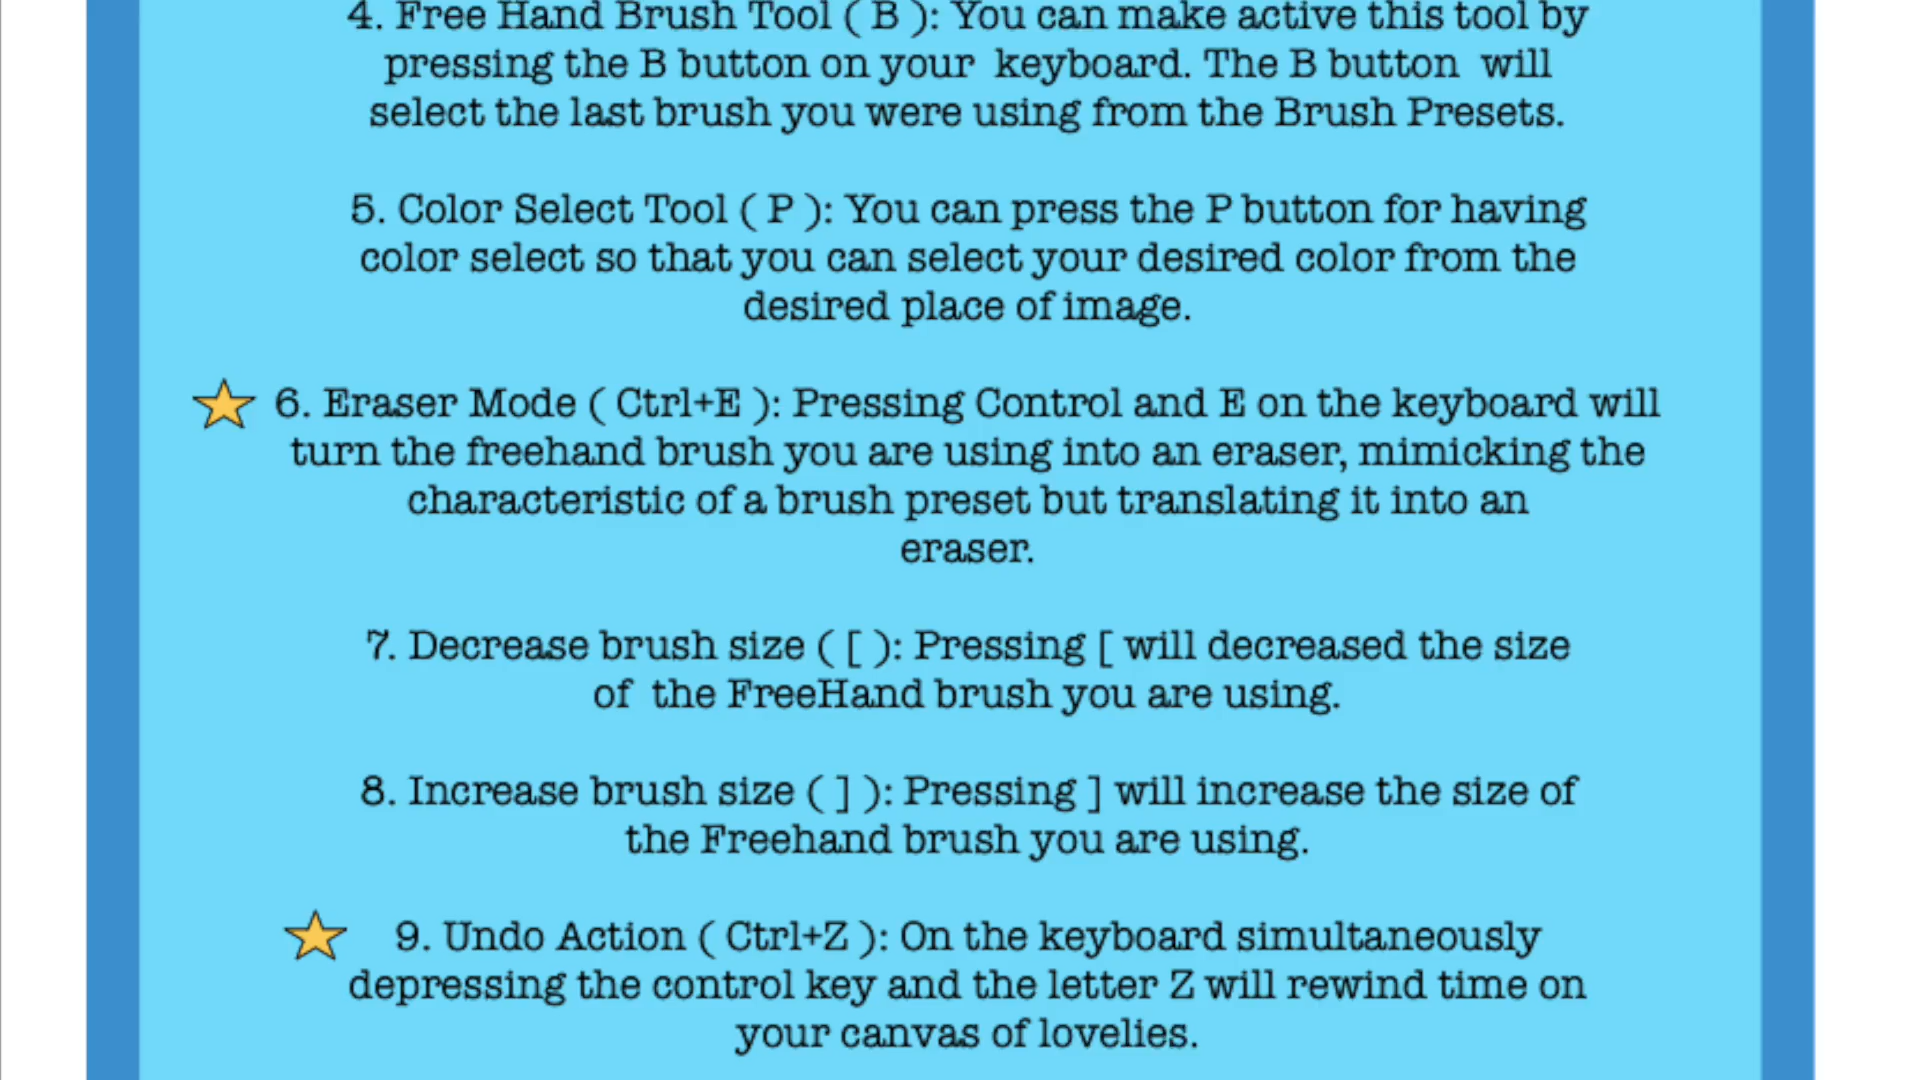 4. Free Hand Brush Tool ( B ): You can make active this tool by
pressing the B button on your  keyboard. The B button  will
select the last brush you were using from the Brush Presets.
5. Color Select Tool ( P ): You can press the P button for having
color select so that you can select your desired color from the
desired place of image.
6. Eraser Mode ( Ctrl+E ): Pressing Control and E on the keyboard will
turn the freehand brush you are using into an eraser, mimicking the
characteristic of a brush preset but translating it into an
eraser.
7. Decrease brush size ( [ ): Pressing [ will decreased the size
of  the FreeHand brush you are using.
8. Increase brush size ( ] ): Pressing ] will increase the size of
the Freehand brush you are using.
9. Undo Action ( Ctrl+Z ): On the keyboard simultaneously
depressing the control key and the letter Z will rewind time on
your canvas of lovelies.